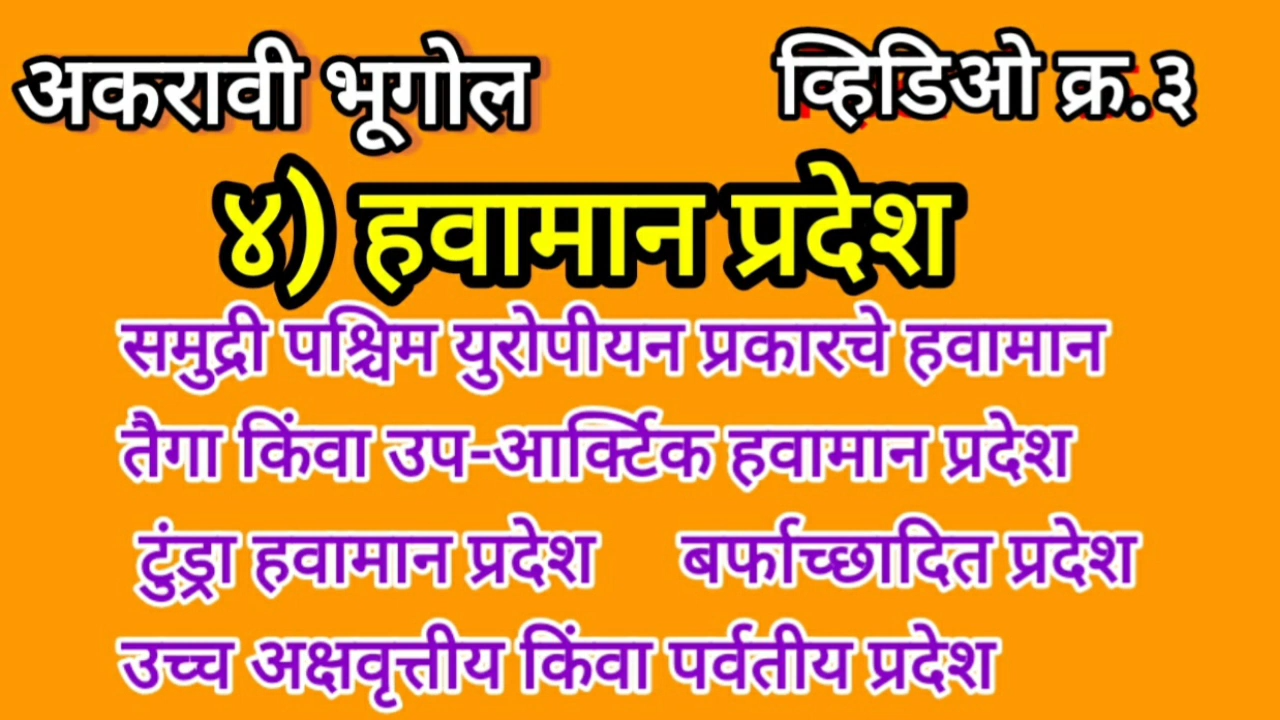 अकरावी भूगोल व्हिडिओ क्र.३
४) हवामान प्रदेश
समुद्री पश्चिम युरोपीयन प्रकारचे हवामान
तैगा किंवा उप-आर्क्टिक हवामान प्रदेश
टुंड्रा हवामान प्रदेश बर्फाच्छादित प्रदेश
उच्च अक्षवृत्तीय किंवा पर्वतीय प्रदेश